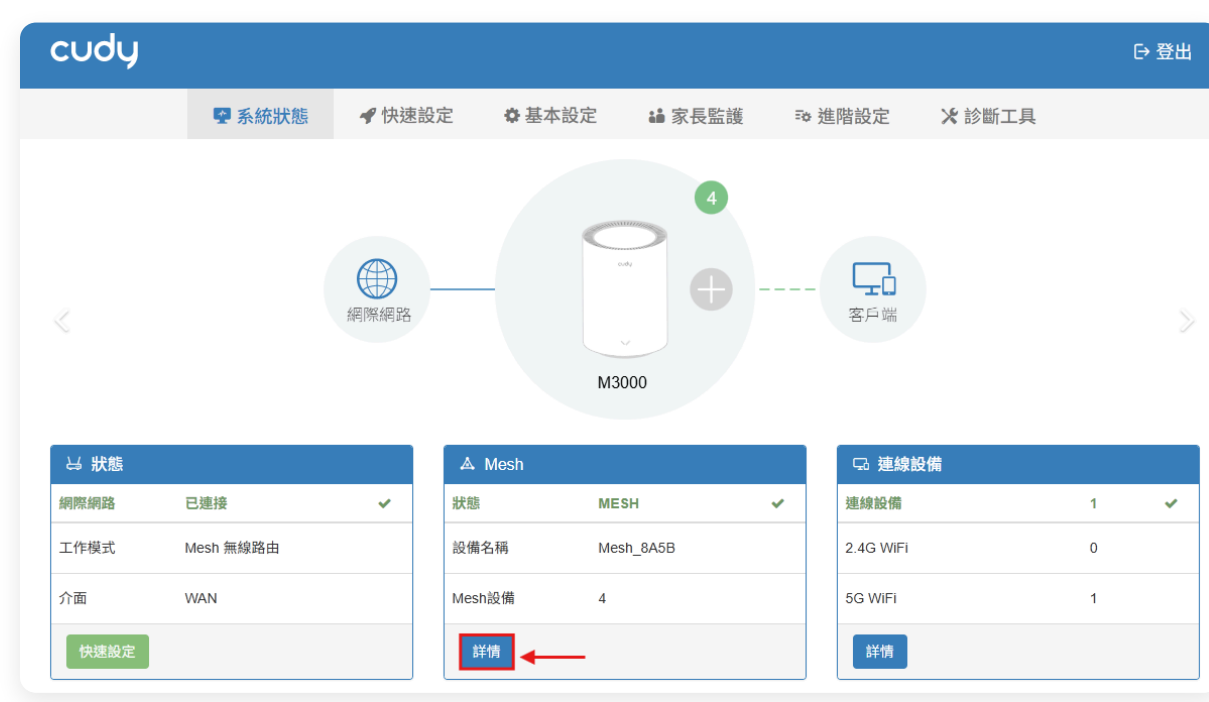 cudy
登出
系統狀態 快速設定 基本設定 家長監護 進階設定 診斷工具
4
cudy
網際網路
客戶端
M3000
狀態
網際網路 已連接
工作模式 Mesh 無線路由
介面 WAN
快速設定
Mesh
狀態 MESH
設備名稱 Mesh_8A5B
Mesh設備 4
詳情
連線設備
連線設備 1
2.4G WiFi 0
5G WiFi 1
詳情